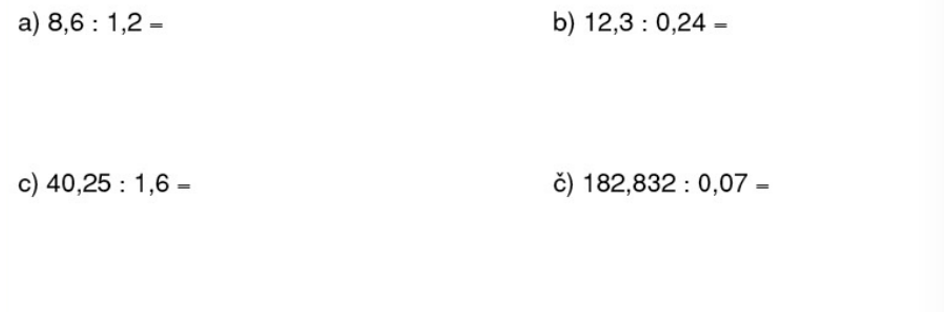 a) 8,6 : 1,2 =
b) 12,3 : 0,24 =
c) 40,25 : 1,6 =
č) 182,832 : 0,07 =